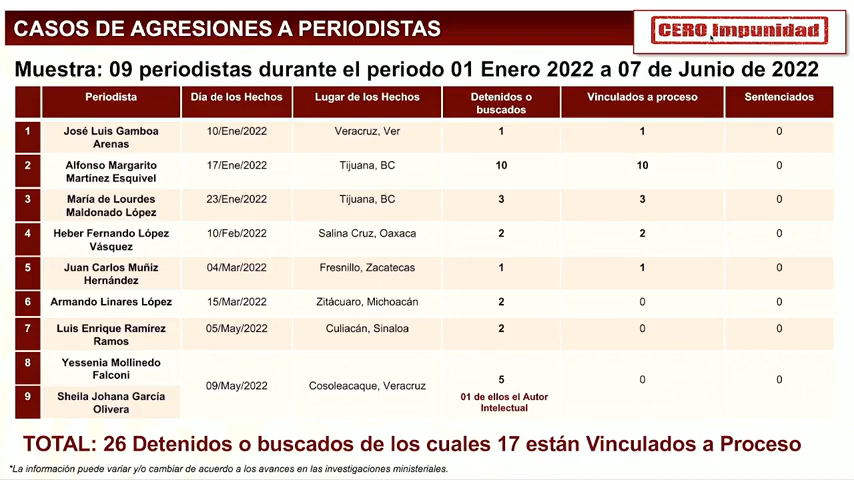 CASOS DE AGRESIONES A PERIODISTAS
CERO Impunidad
Muestra: 09 periodistas durante el periodo 01 Enero 2022 a 07 de Junio de 2022
Periodista Día de los Hechos Lugar de los Hechos Detenidos o buscados Vinculados a proceso Sentenciados
1 José Luis Gamboa Arenas 10/Ene/2022 Veracruz, Ver 1 1 0
2 Alfonso Margarito Martínez Esquivel 17/Ene/2022 Tijuana, BC 10 10 0
3 María de Lourdes Maldonado López 23/Ene/2022 Tijuana, BC 3 3 0
4 Heber Fernando López Vásquez 10/Feb/2022 Salina Cruz, Oaxaca 2 2 0
5 Juan Carlos Muñiz Hernández 04/Mar/2022 Fresnillo, Zacatecas 1 1 0
6 Armando Linares López 15/Mar/2022 Zitácuaro, Michoacán 2 0 0
7 Luis Enrique Ramírez Ramos 05/May/2022 Culiacán, Sinaloa 2 0 0
8 Yessenia Mollinedo Falconi 09/May/2022 Cosoleacaque, Veracruz 5 0 0
9 Sheila Johana García Olivera 01 de ellos el Autor Intelectual
TOTAL: 26 Detenidos o buscados de los cuales 17 están Vinculados a Proceso
*La información puede variar y/o cambiar de acuerdo a los avances en las investigaciones ministeriales.